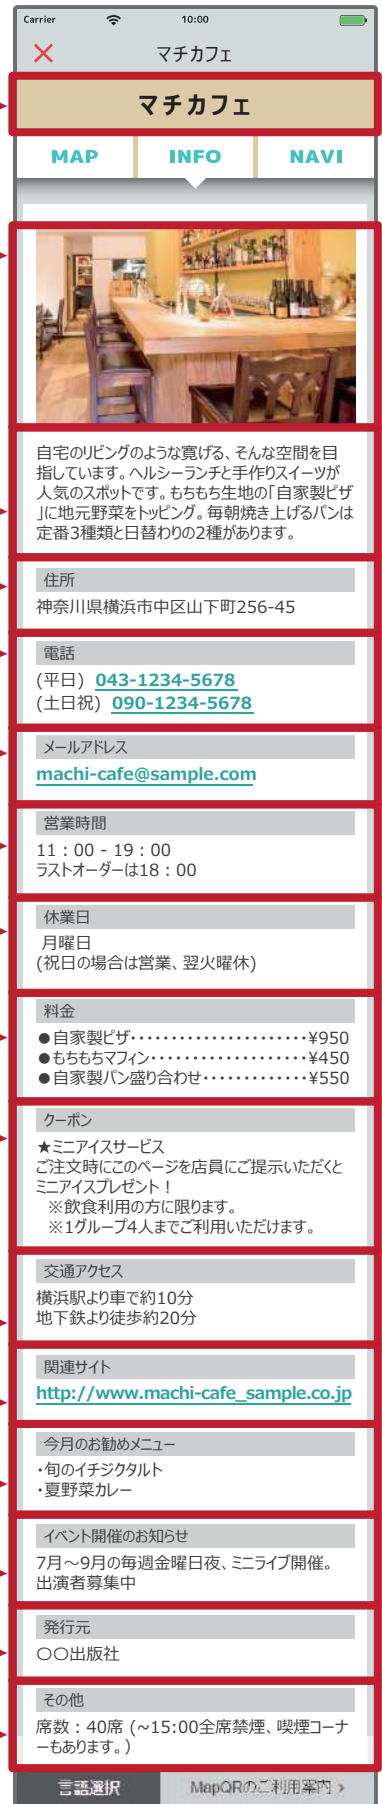 Carrier 10:00
マチカフェ
マチカフェ
MAP INFO NAVI
自宅のリビングのような寛げる、そんな空間を目
指しています。ヘルシーランチと手作りスイーツが
人気のスポットです。もちもち生地の「自家製ピザ
」に地元野菜をトッピング。毎朝焼き上げるパンは
定番3種類と日替わりの2種があります。
住所
神奈川県横浜市中区山下町256-45
電話
(平日) 043-1234-5678
(土日祝) 090-1234-5678
メールアドレス
machi-cafe@sample.com
営業時間
11：00 - 19：00
ラストオーダーは18：00
休業日
月曜日
(祝日の場合は営業、翌火曜休)
料金
●自家製ピザ・・・・・・・・・・・・・・・・・・・・・・¥950
●もちもちマフィン・・・・・・・・・・・・・・・・・・・¥450
●自家製パン盛り合わせ・・・・・・・・・・・・・¥550
クーポン
★ミニアイスサービス
ご注文時にこのページを店員にご提示いただくと
ミニアイスプレゼント！
※飲食利用の方に限ります。
※1グループ4人までご利用いただけます。
交通アクセス
横浜駅より車で約10分
地下鉄より徒歩約20分
関連サイト
http://www.machi-cafe_sample.co.jp
今月のお勧めメニュー
・旬のイチジクタルト
・夏野菜カレー
イベント開催のお知らせ
7月～9月の毎週金曜日夜、ミニライブ開催。
出演者募集中
発行元
〇〇出版社
その他
席数：40席 (~15:00全席禁煙、喫煙コーナ
ーもあります。)
言語選択 MapQRのご利用案内 ›